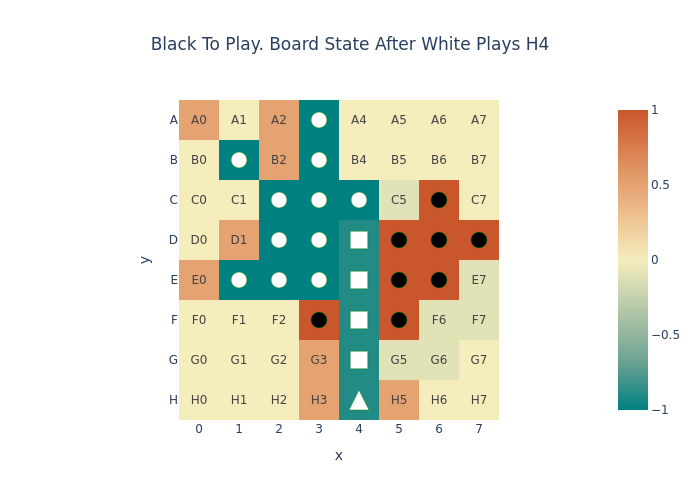 Black To Play. Board State After White Plays H4
A A0 A1 A2 A4 A5 A6 A7
B B0 B2 B4 B5 B6 B7
C C0 C1 C5 C7
D D0 D1
E E0 E7
F F0 F1 F2 F6 F7
G G0 G1 G2 G3 G5 G6 G7
H H0 H1 H2 H3 H5 H6 H7
0 1 2 3 4 5 6 7
x
y
1
0.5
0
−0.5
−1